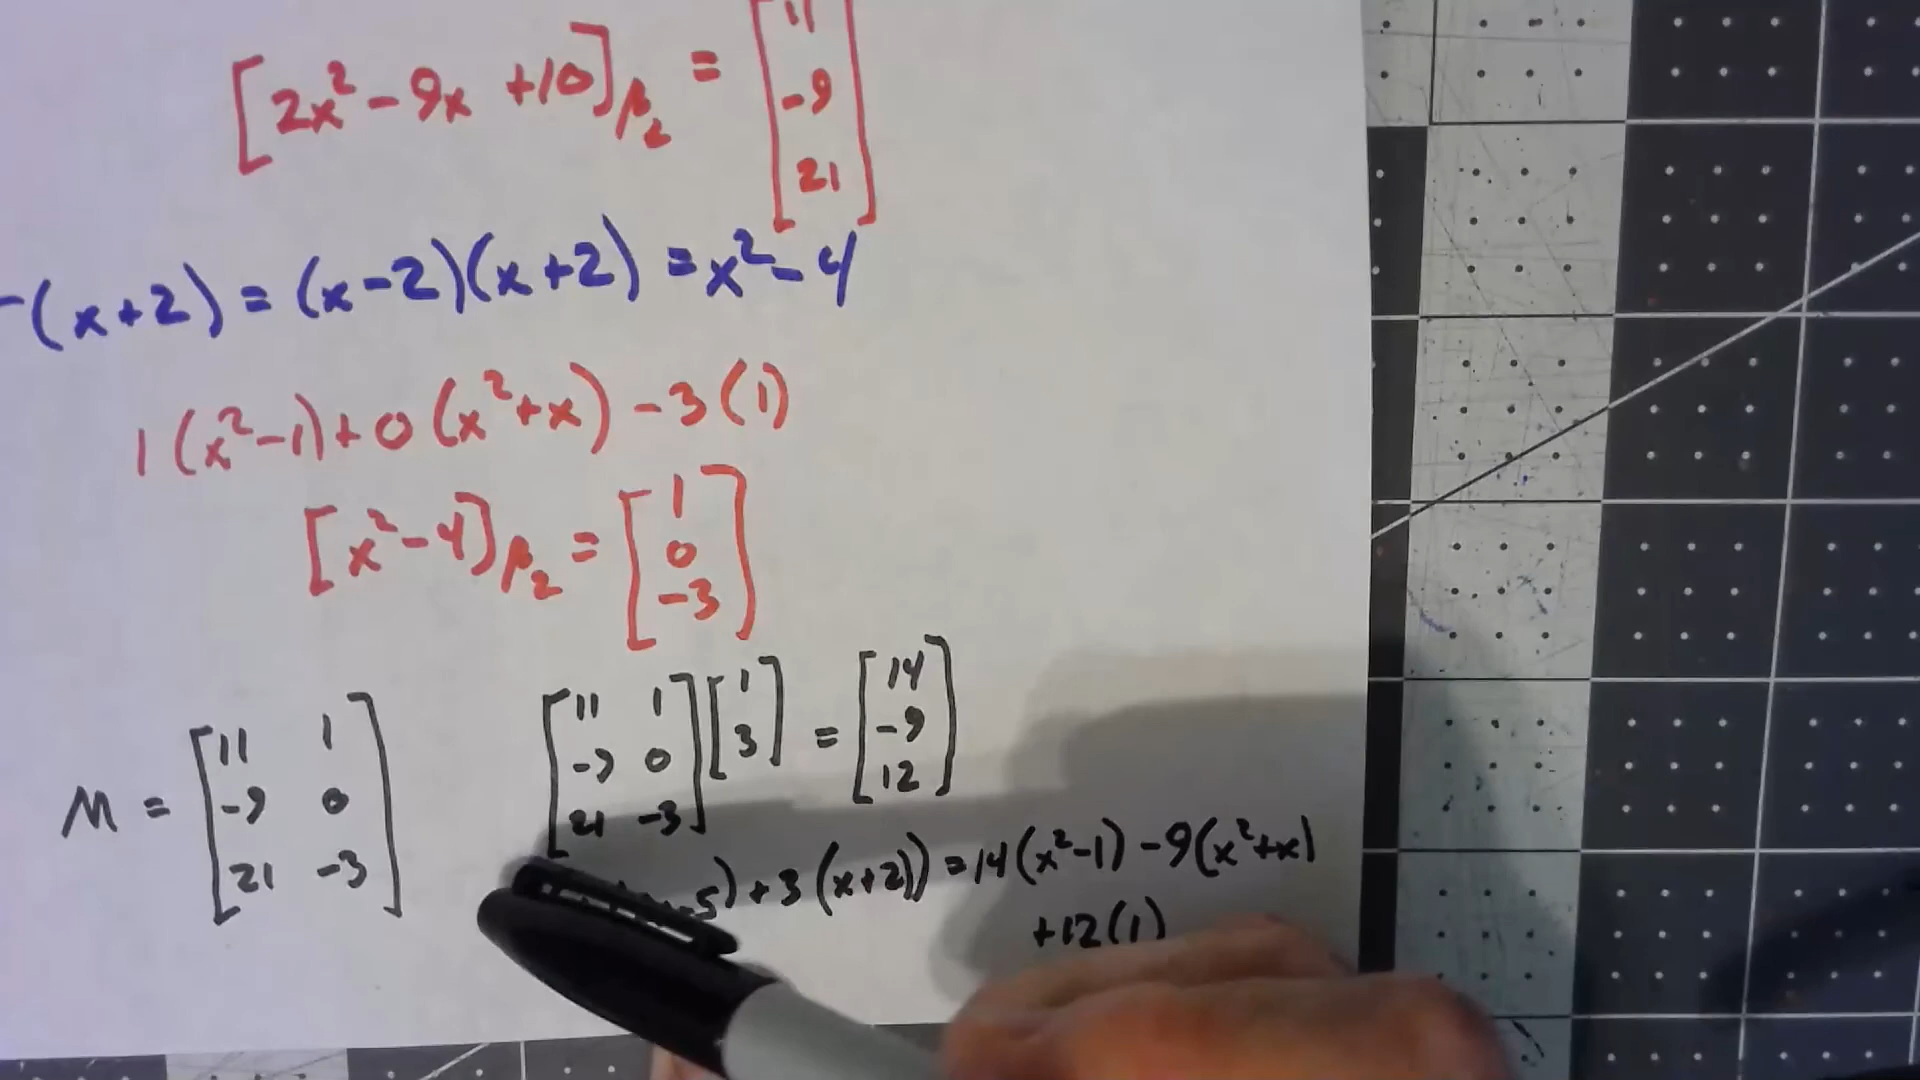 [2x² - 9x + 10]β₂ = [11 -9 21]
(x+2) = (x-2)(x+2) = x² - 4
1(x²-1) + 0(x²+x) - 3(1)
[x²-4]β₂ = [1 0 -3]
M = [11 1 -9 0 21 -3]
[11 1 -9 0 21 -3] [1 3] = [14 -9 12]
+ 3(x+2)) = 14(x²-1) - 9(x²+x)
+12(1)